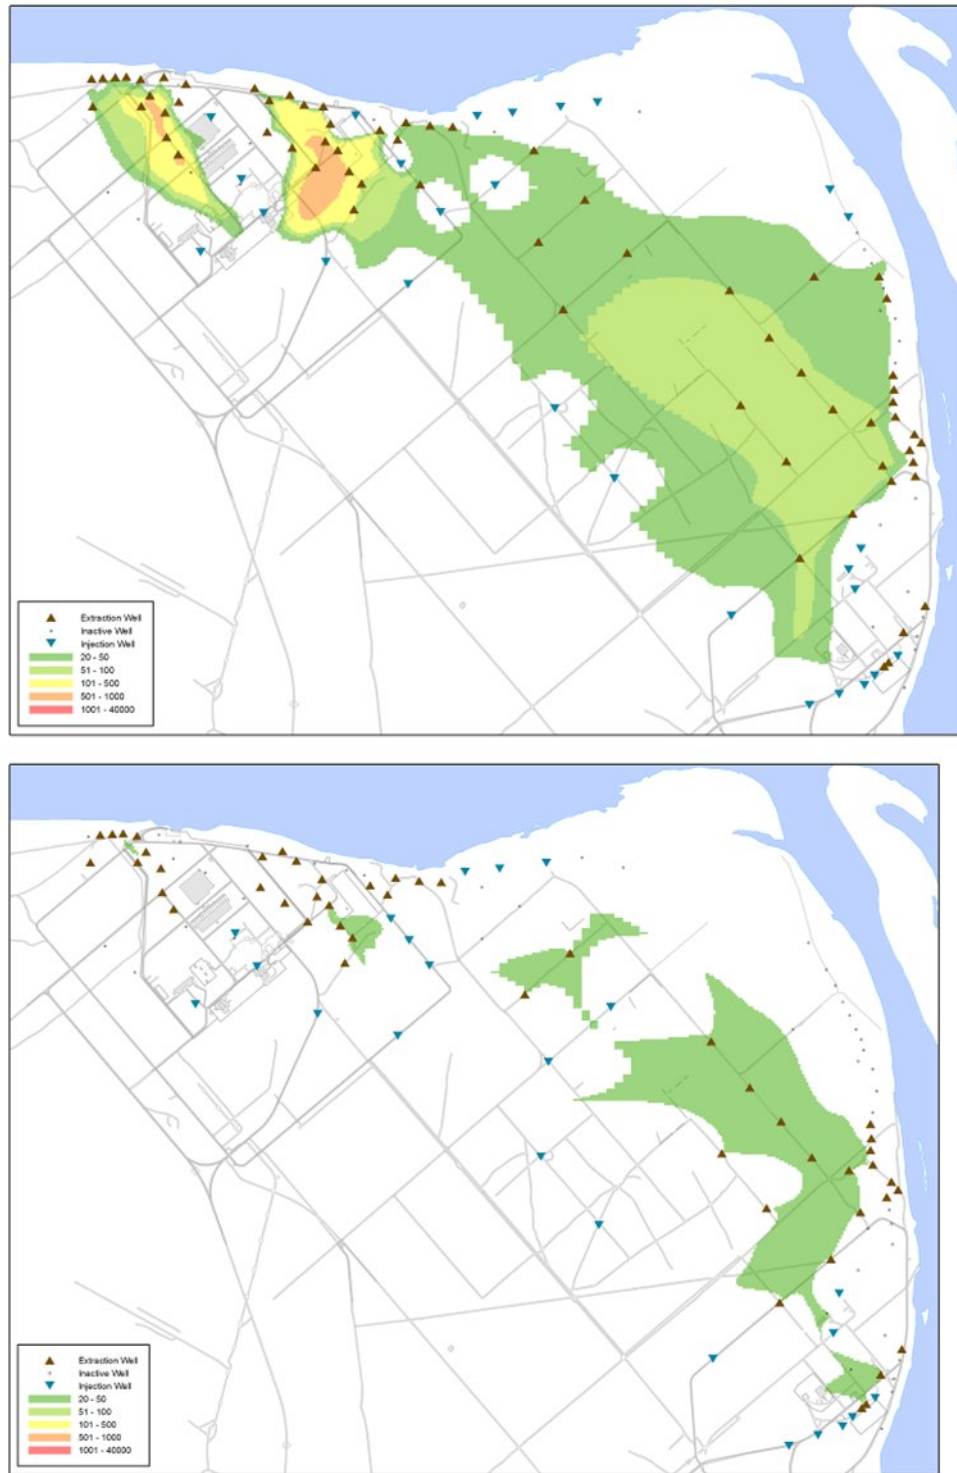 Extraction Well
Inactive Well
Injection Well
20 - 50
51 - 100
101 - 500
501 - 1000
1001 - 40000
Extraction Well
Inactive Well
Injection Well
20 - 50
51 - 100
101 - 500
501 - 1000
1001 - 40000